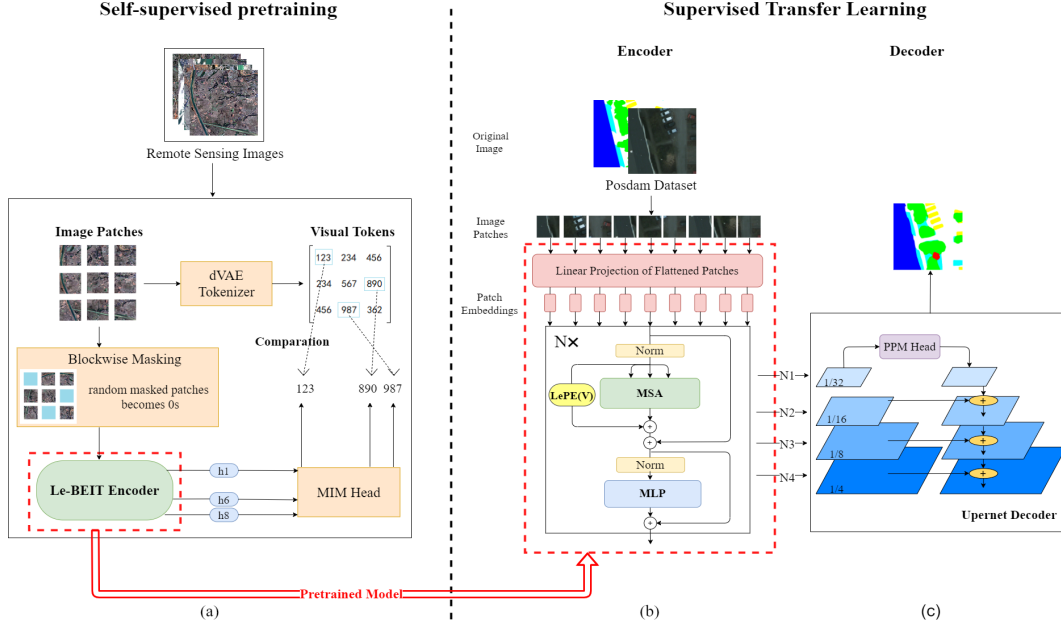 Self-supervised pretraining
Supervised Transfer Learning
Remote Sensing Images
Image Patches
Visual Tokens
dVAE
Tokenizer
123 234 456
234 567 890
456 987 362
Comparation
Blockwise Masking
random masked patches
becomes 0s
123 890 987
Le-BEIT Encoder
h1
h6
h8
MIM Head
Pretrained Model
(a)
Encoder
Original
Image
Posdam Dataset
Image
Patches
Linear Projection of Flattened Patches
Patch
Embeddings
N×
Norm
LePE(V)
MSA
+
+
Norm
MLP
+
(b)
Decoder
N1
N2
N3
N4
PPM Head
1/32
1/16
+
1/8
+
1/4
+
Upernet Decoder
(c)